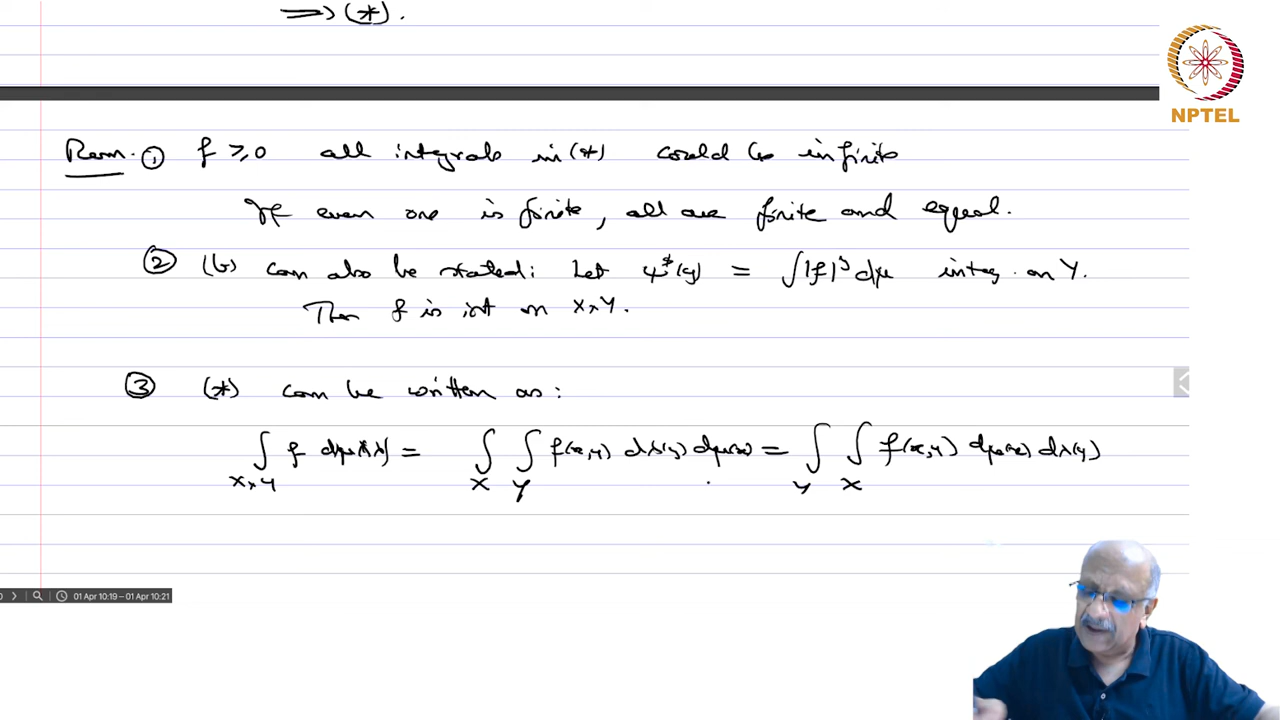 ⟹ (*).
NPTEL
Rem. ① f ≥ 0 all integrals in (*) could be infinite
If even one is finite, all are finite and equal.
② (b) can also be stated: Let ψ*(y) = ∫|f|^y dμ integ. on Y.
Then f is int on X×Y.
③ (*) can be written as:
∫_{X×Y} f d(μ×λ) = ∫_X ∫_Y f(x,y) dλ(y) dμ(x) = ∫_Y ∫_X f(x,y) dμ(x) dλ(y)
01 Apr 10:19 – 01 Apr 10:21